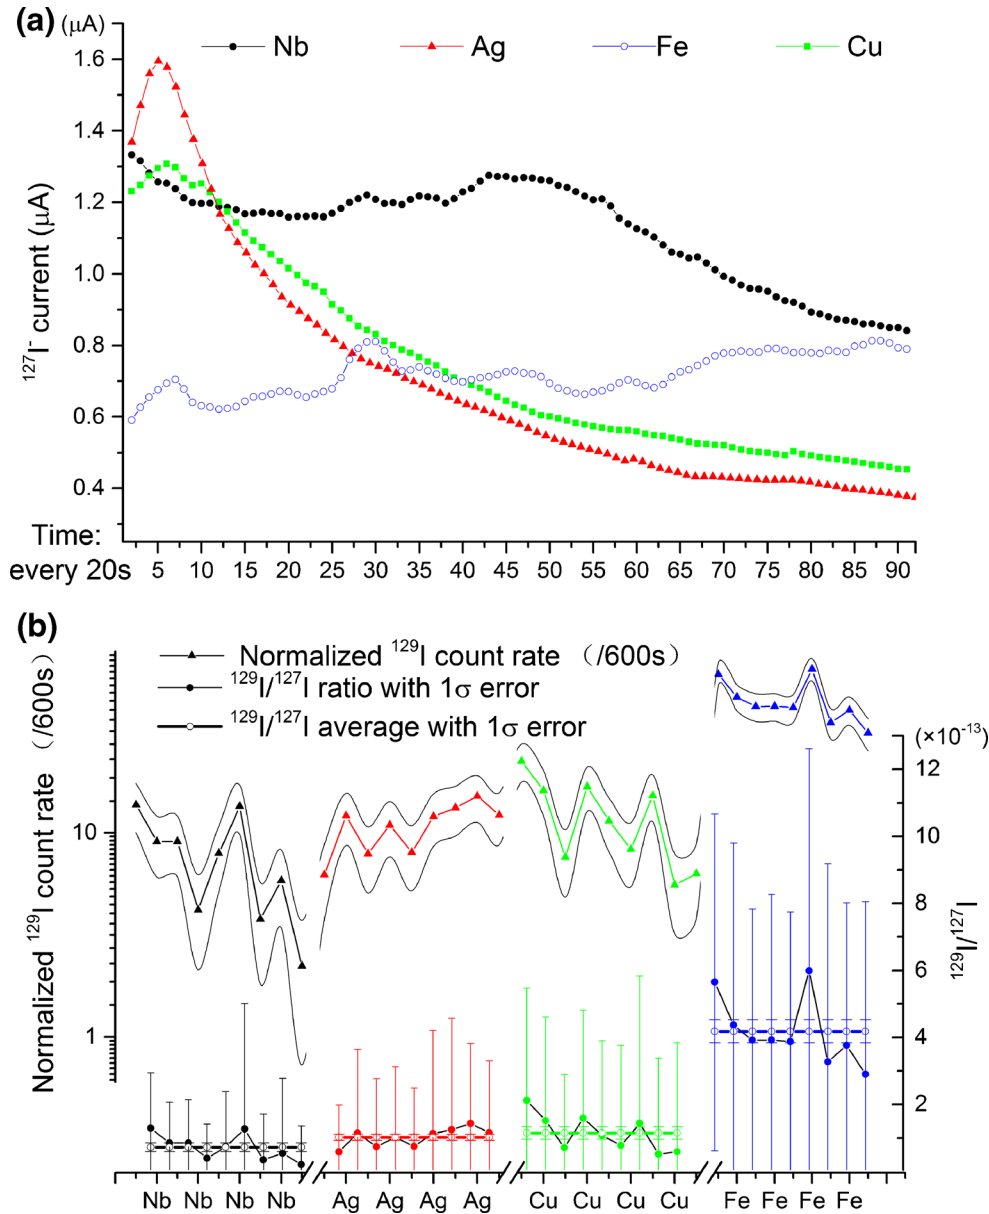 (a) (μA)
Nb Ag Fe Cu
1.6
1.4
1.2
1.0
0.8
0.6
0.4
¹²⁷I⁻ current (μA)
Time:
every 20s
5 10 15 20 25 30 35 40 45 50 55 60 65 70 75 80 85 90
(b)
Normalized ¹²⁹I count rate （/600s）
¹²⁹I/¹²⁷I ratio with 1σ error
¹²⁹I/¹²⁷I average with 1σ error
Normalized ¹²⁹I count rate （/600s）
10
1
(×10⁻¹³)
12
10
8
6
4
2
¹²⁹I/¹²⁷I
Nb Nb Nb Nb Ag Ag Ag Ag Cu Cu Cu Cu Fe Fe Fe Fe